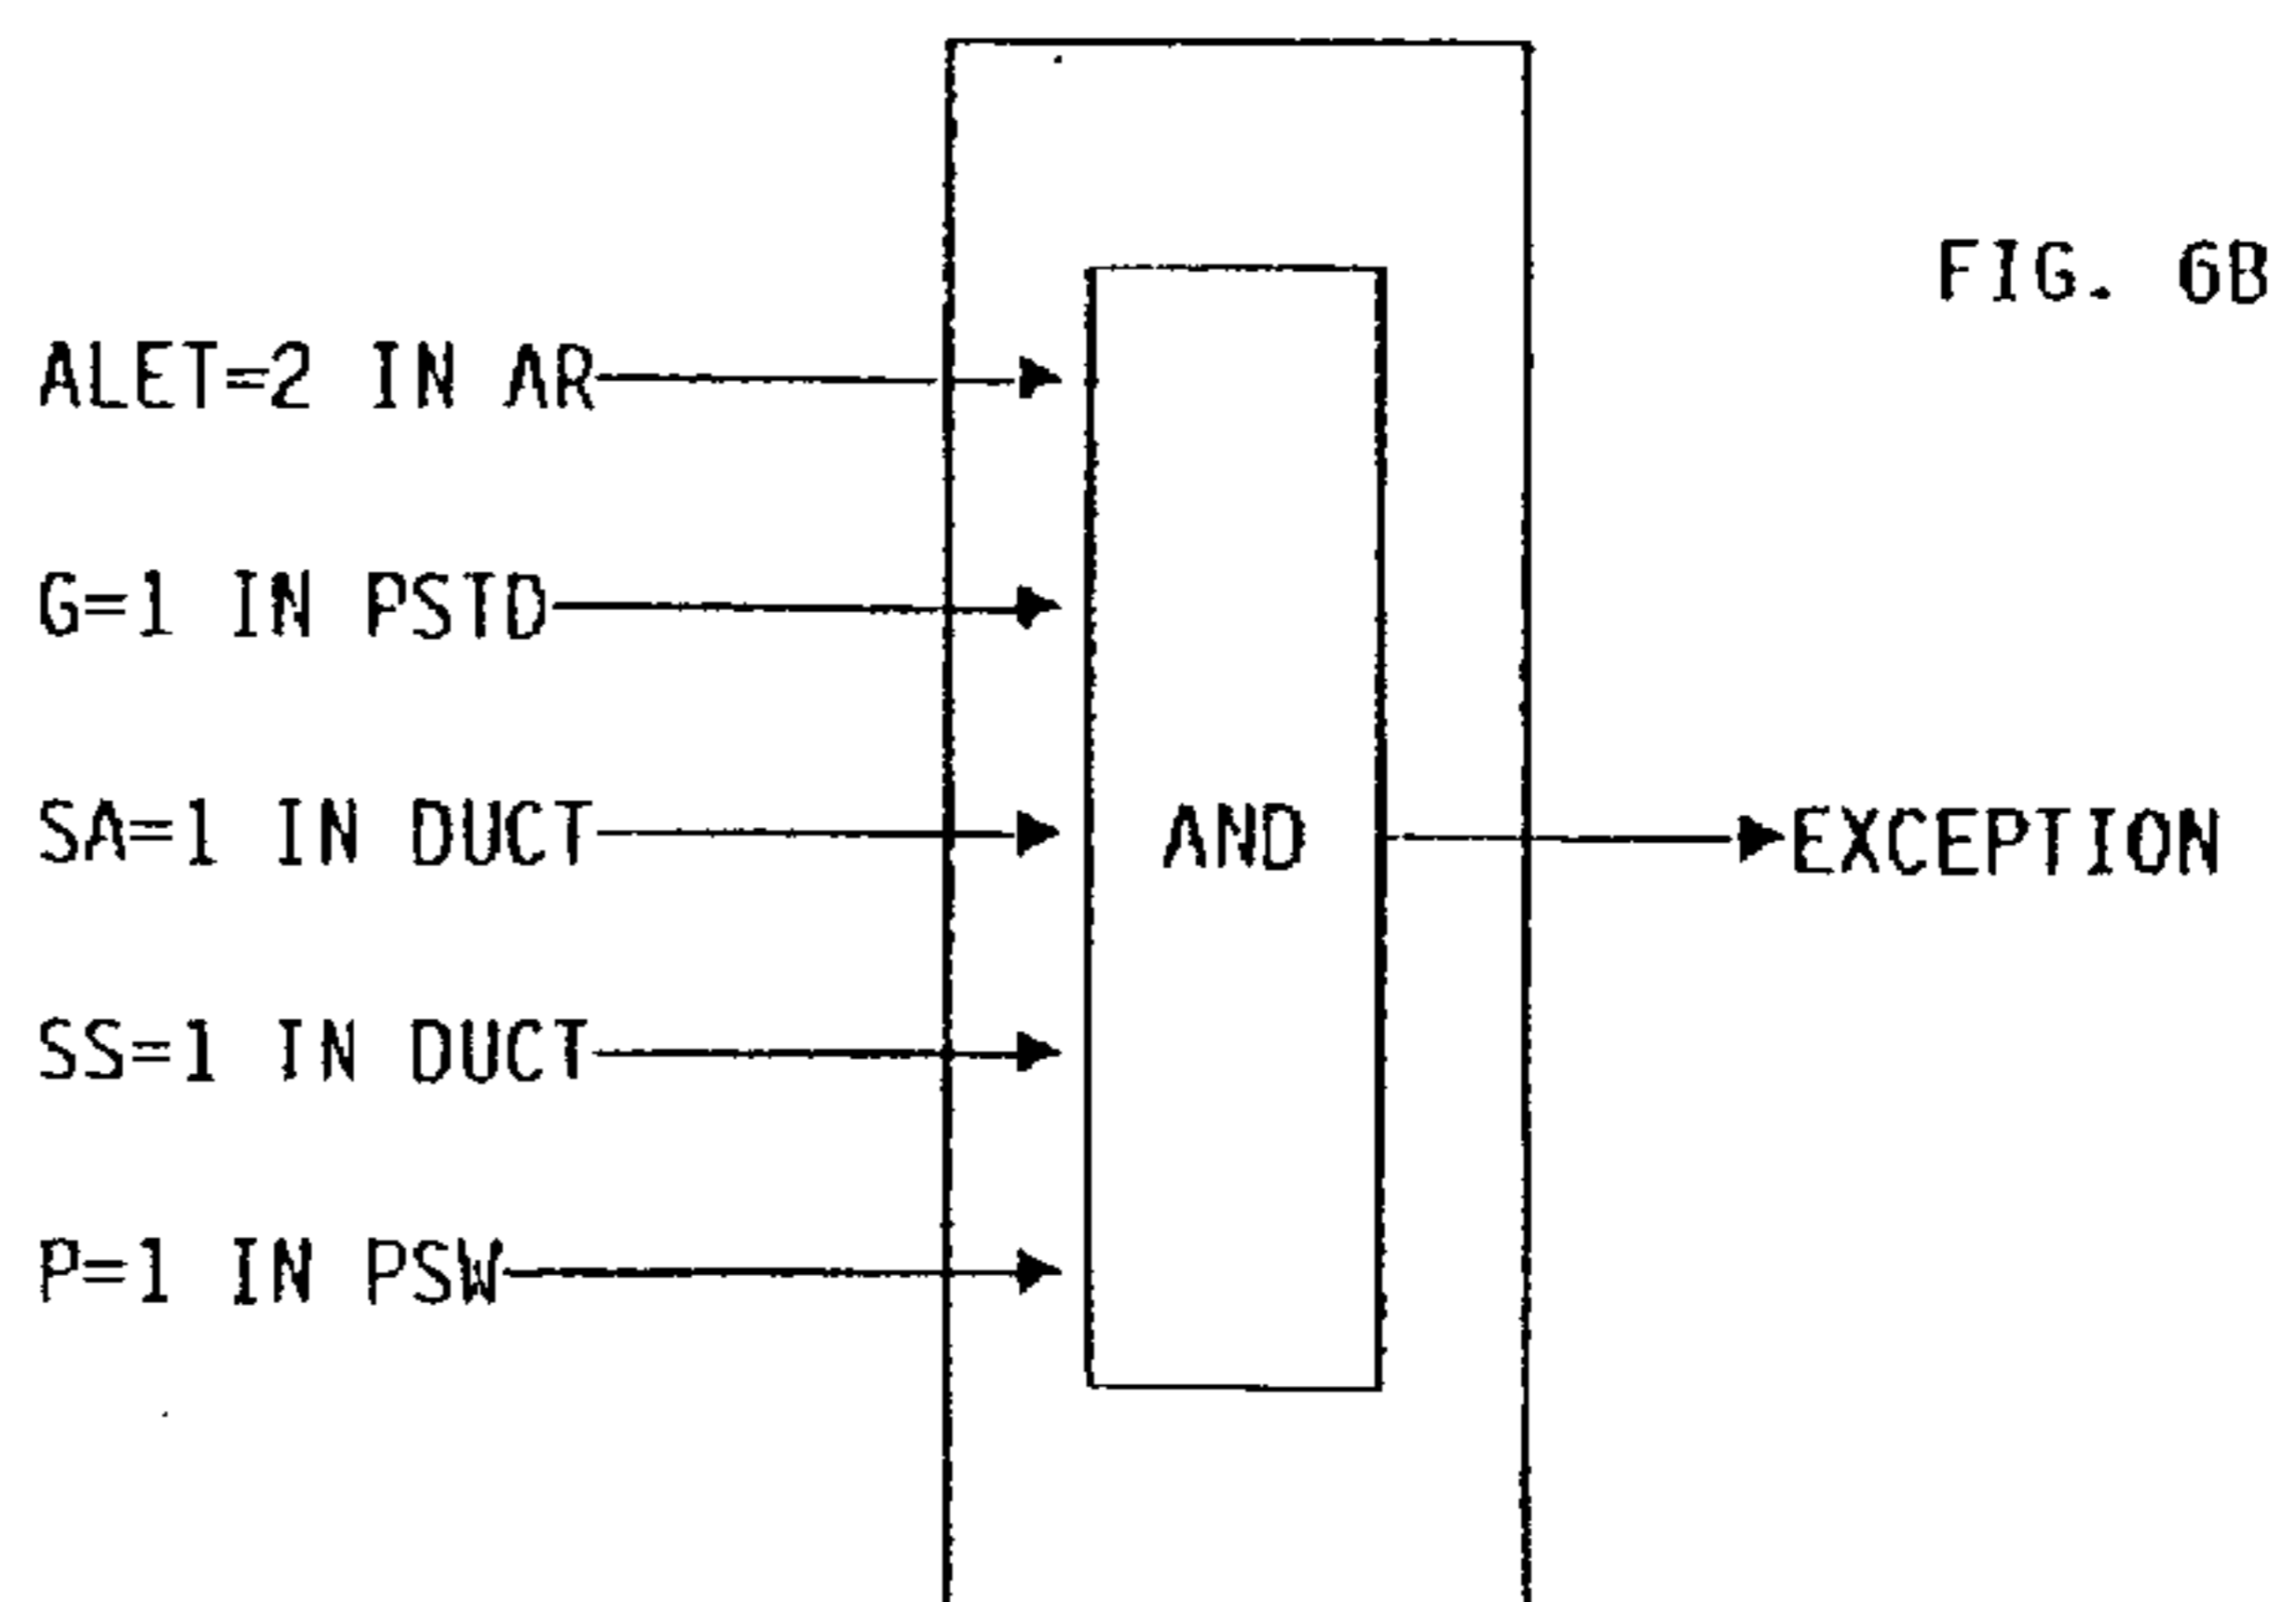 FIG. 6B
ALET=2 IN AR
G=1 IN PSTD
SA=1 IN DUCT
AND
EXCEPTION
SS=1 IN DUCT
P=1 IN PSW